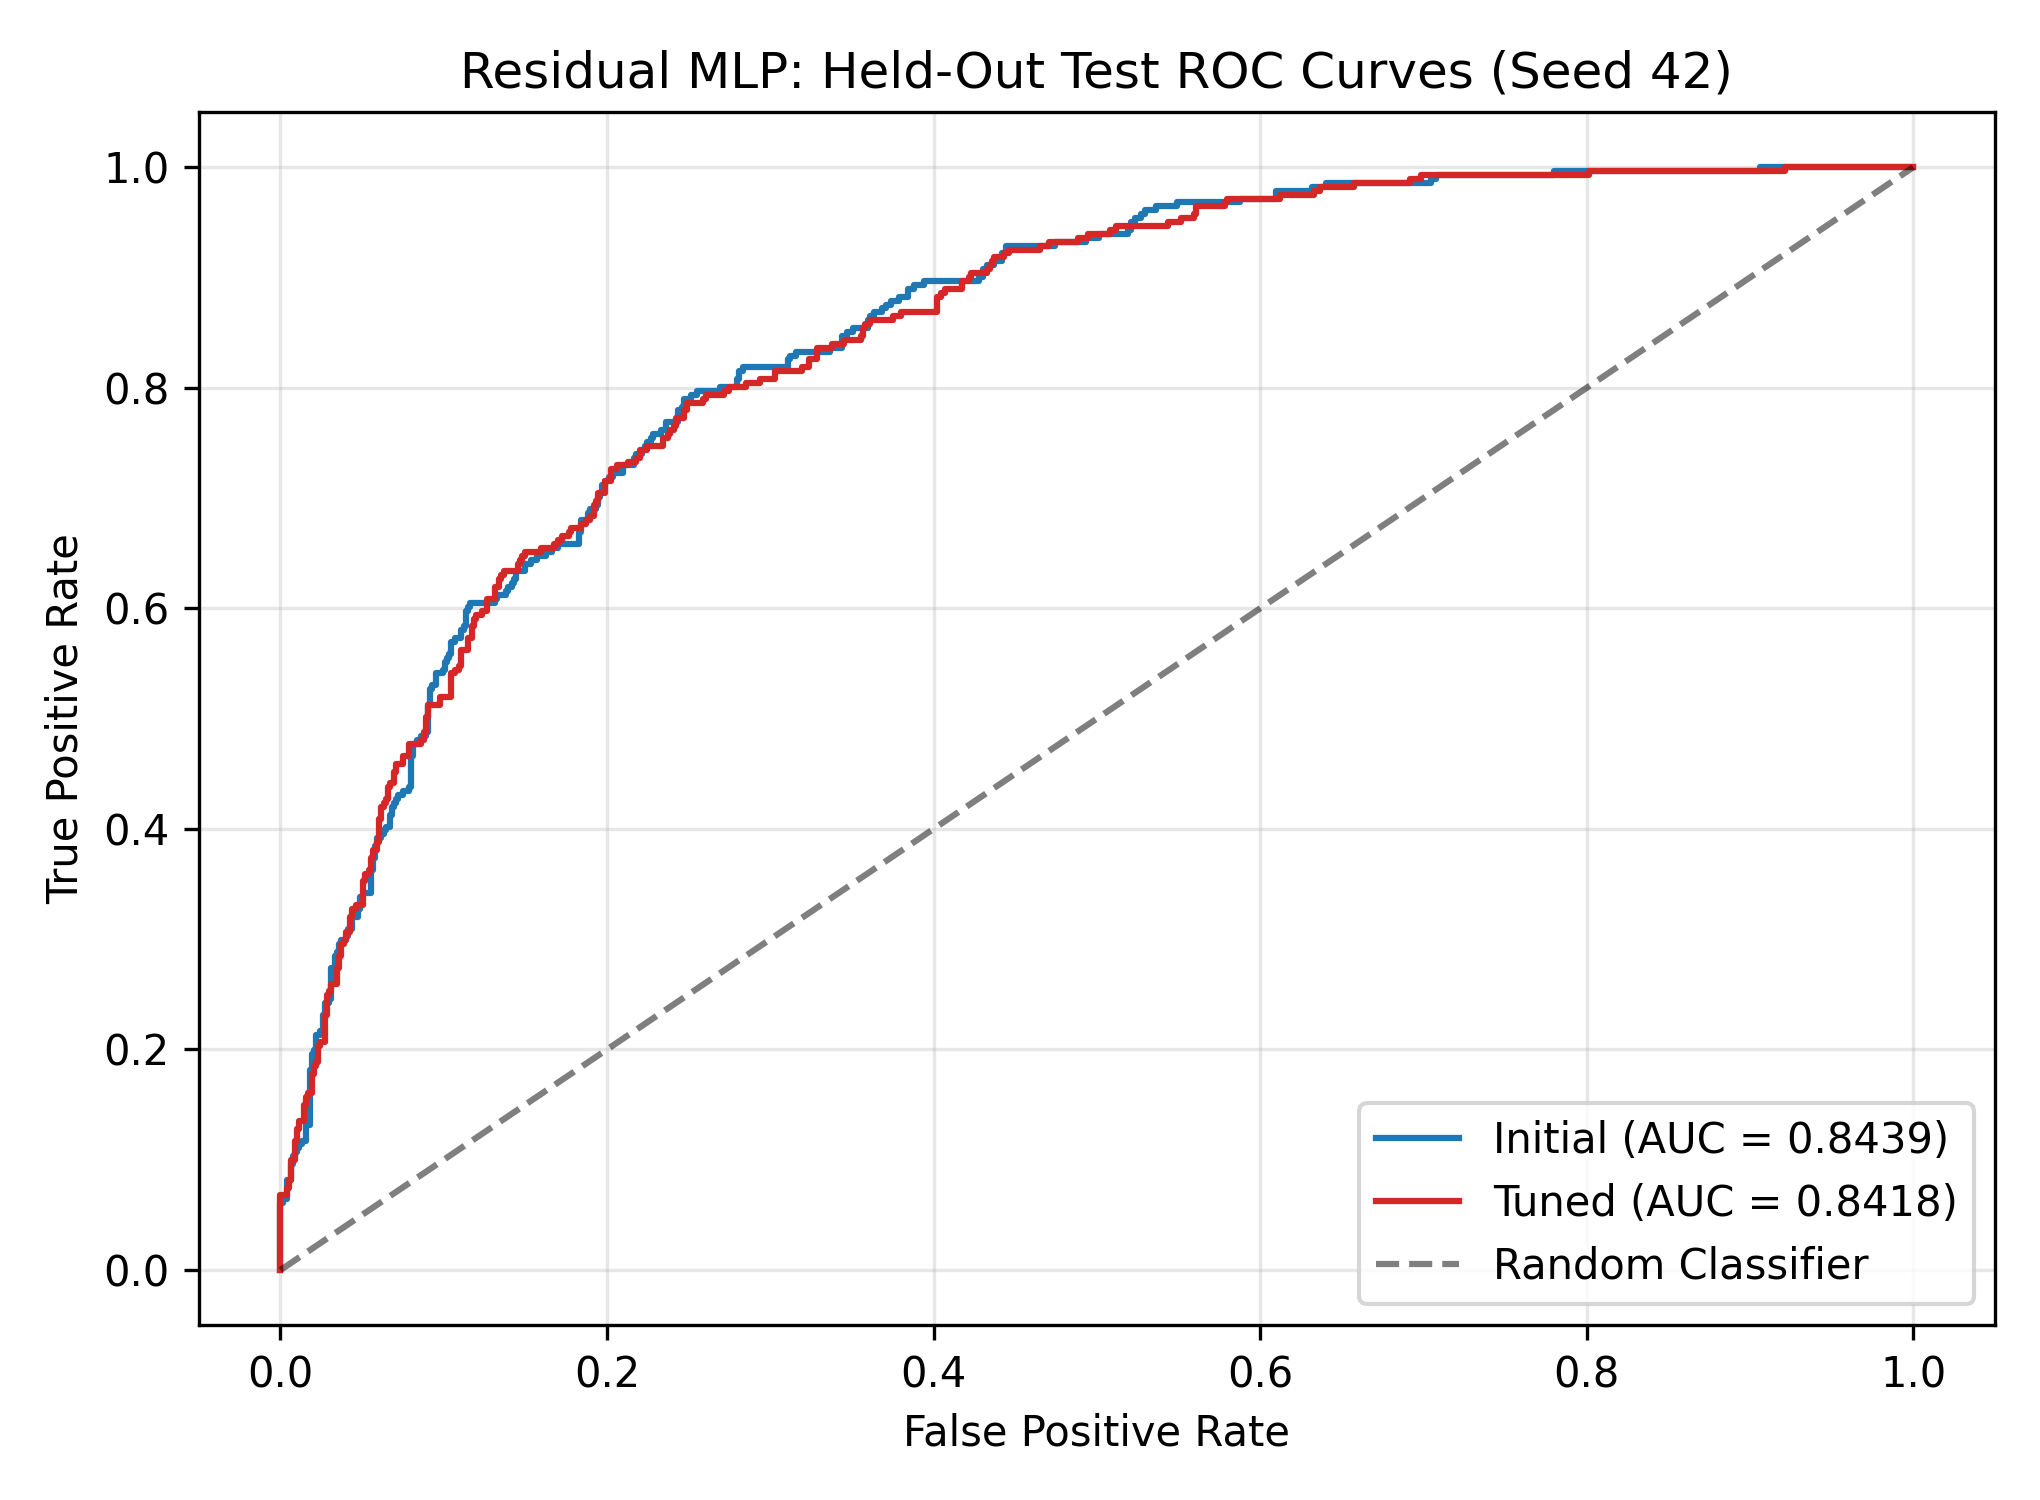 Residual MLP: Held-Out Test ROC Curves (Seed 42)
1.0
0.8
0.6
0.4
0.2
0.0
True Positive Rate
Initial (AUC = 0.8439)
Tuned (AUC = 0.8418)
Random Classifier
0.0 0.2 0.4 0.6 0.8 1.0
False Positive Rate